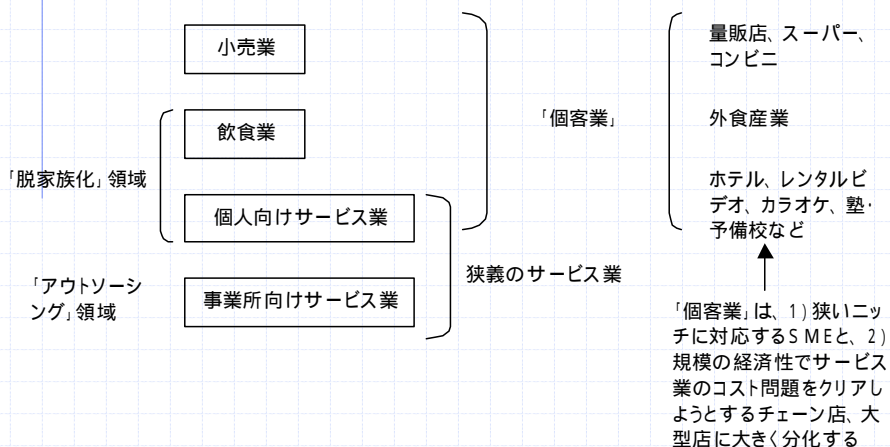 小売業
飲食業
個人向けサービス業
事業所向けサービス業
「脱家族化」領域
「アウトソーシ
ング」領域
「個客業」
狭義のサービス業
量販店、スーパー、
コンビニ
外食産業
ホテル、レンタルビ
デオ、カラオケ、塾・
予備校など
「個客業」は、1)狭いニッ
チに対応するSMEと、2)
規模の経済性でサービス
業のコスト問題をクリアし
ようとするチェーン店、大
型店に大きく分化する